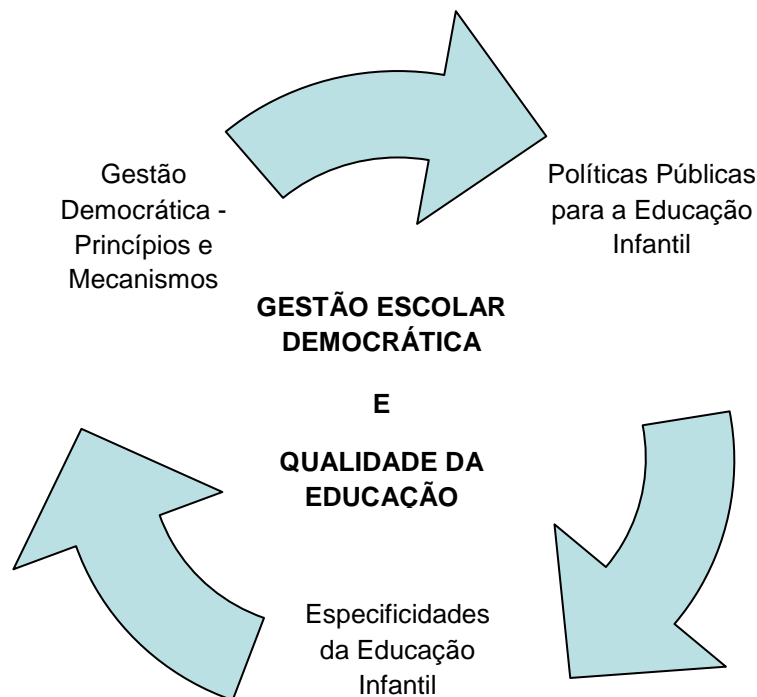 Gestão
Democrática -
Princípios e
Mecanismos
Políticas Públicas
para a Educação
Infantil
GESTÃO ESCOLAR
DEMOCRÁTICA
E
QUALIDADE DA
EDUCAÇÃO
Especificidades
da Educação
Infantil